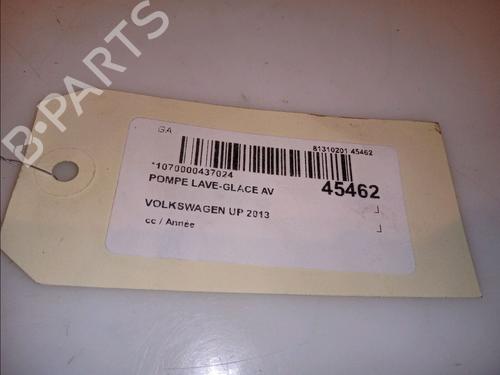 B-PARTS
GA
81310201 45462
*1070000437024
POMPE LAVE-GLACE AV
45462
VOLKSWAGEN UP 2013
cc / Année